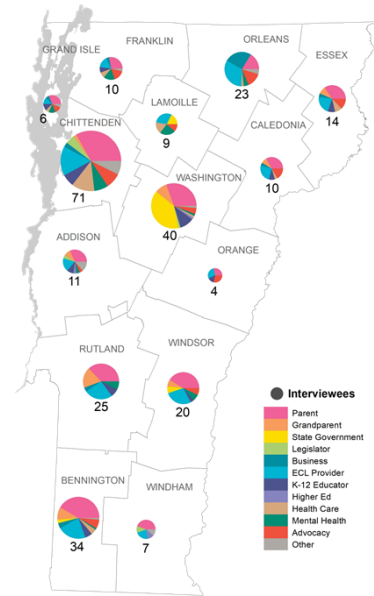 FRANKLIN
ORLEANS
GRAND ISLE
ESSEX
10
23
LAMOILLE
6
14
CHITTENDEN
CALEDONIA
9
WASHINGTON
10
71
40
ADDISON
ORANGE
11
4
RUTLAND
WINDSOR
25
20
Interviewees
Parent
Grandparent
State Government
Legislator
Business
ECL Provider
K-12 Educator
Higher Ed
Health Care
Mental Health
Advocacy
Other
BENNINGTON
WINDHAM
34
7